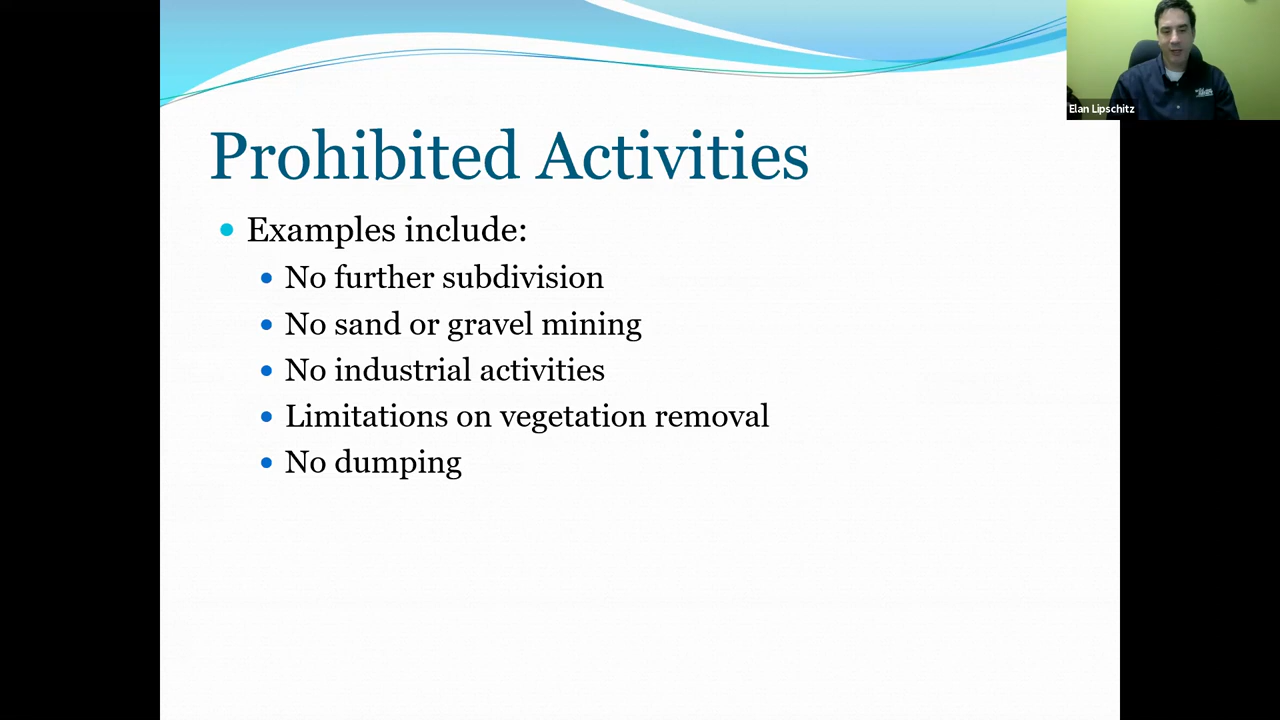 Prohibited Activities
Examples include:
No further subdivision
No sand or gravel mining
No industrial activities
Limitations on vegetation removal
No dumping
Elan Lipschitz